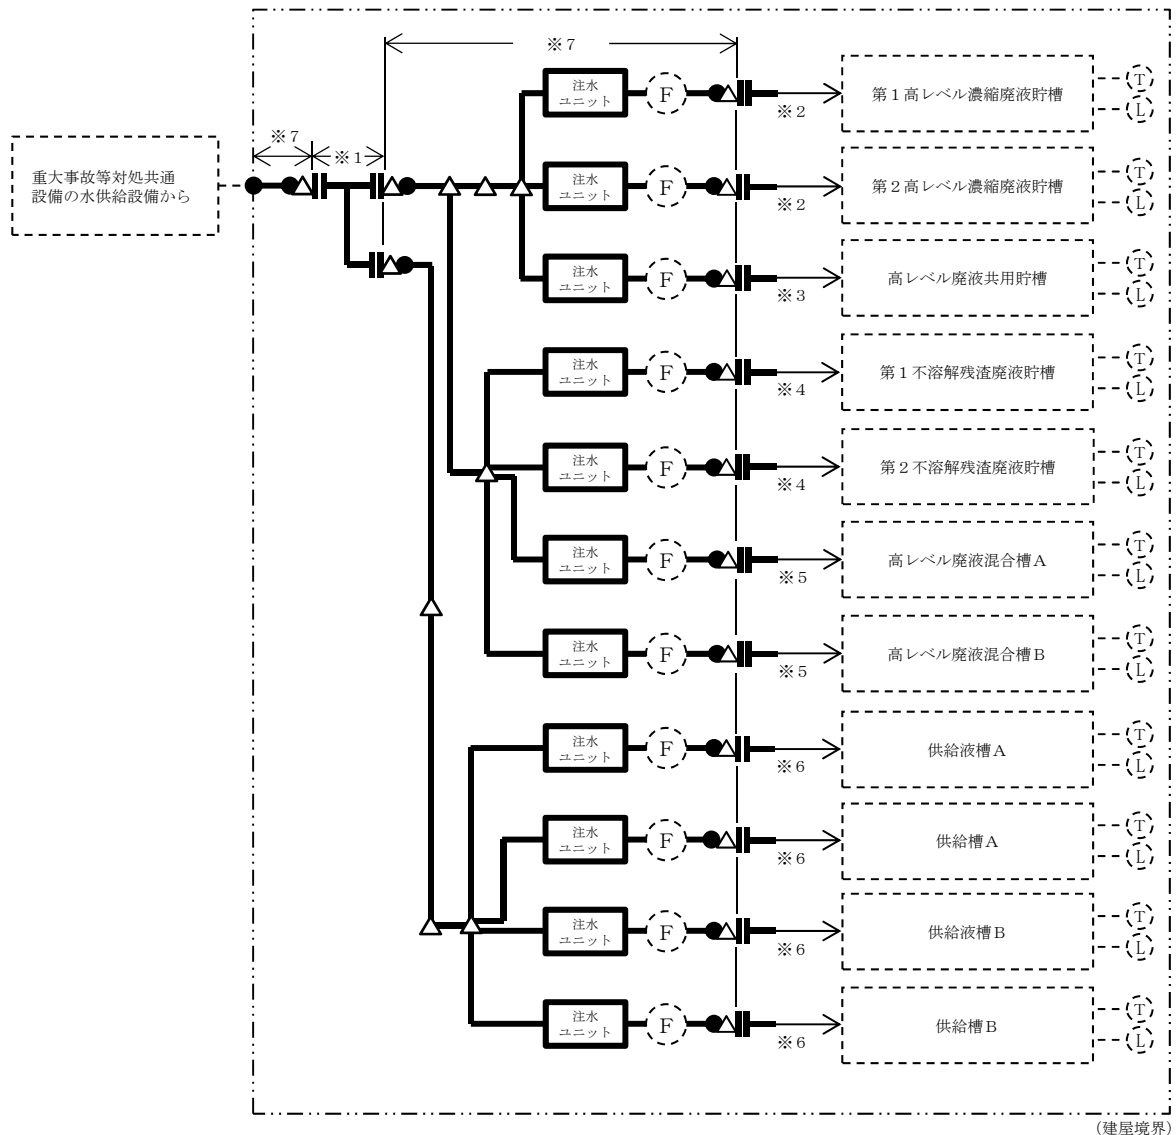 ※7
注水
ユニット
F
※2
第1高レベル濃縮廃液貯槽
T
L
重大事故等対処共通
設備の水供給設備から
※7
※1
注水
ユニット
F
※2
第2高レベル濃縮廃液貯槽
T
L
注水
ユニット
F
※3
高レベル廃液共用貯槽
T
L
注水
ユニット
F
※4
第1不溶解残渣廃液貯槽
T
L
注水
ユニット
F
※4
第2不溶解残渣廃液貯槽
T
L
注水
ユニット
F
※5
高レベル廃液混合槽A
T
L
注水
ユニット
F
※5
高レベル廃液混合槽B
T
L
注水
ユニット
F
※6
供給液槽A
T
L
注水
ユニット
F
※6
供給槽A
T
L
注水
ユニット
F
※6
供給液槽B
T
L
注水
ユニット
F
※6
供給槽B
T
L
(建屋境界)